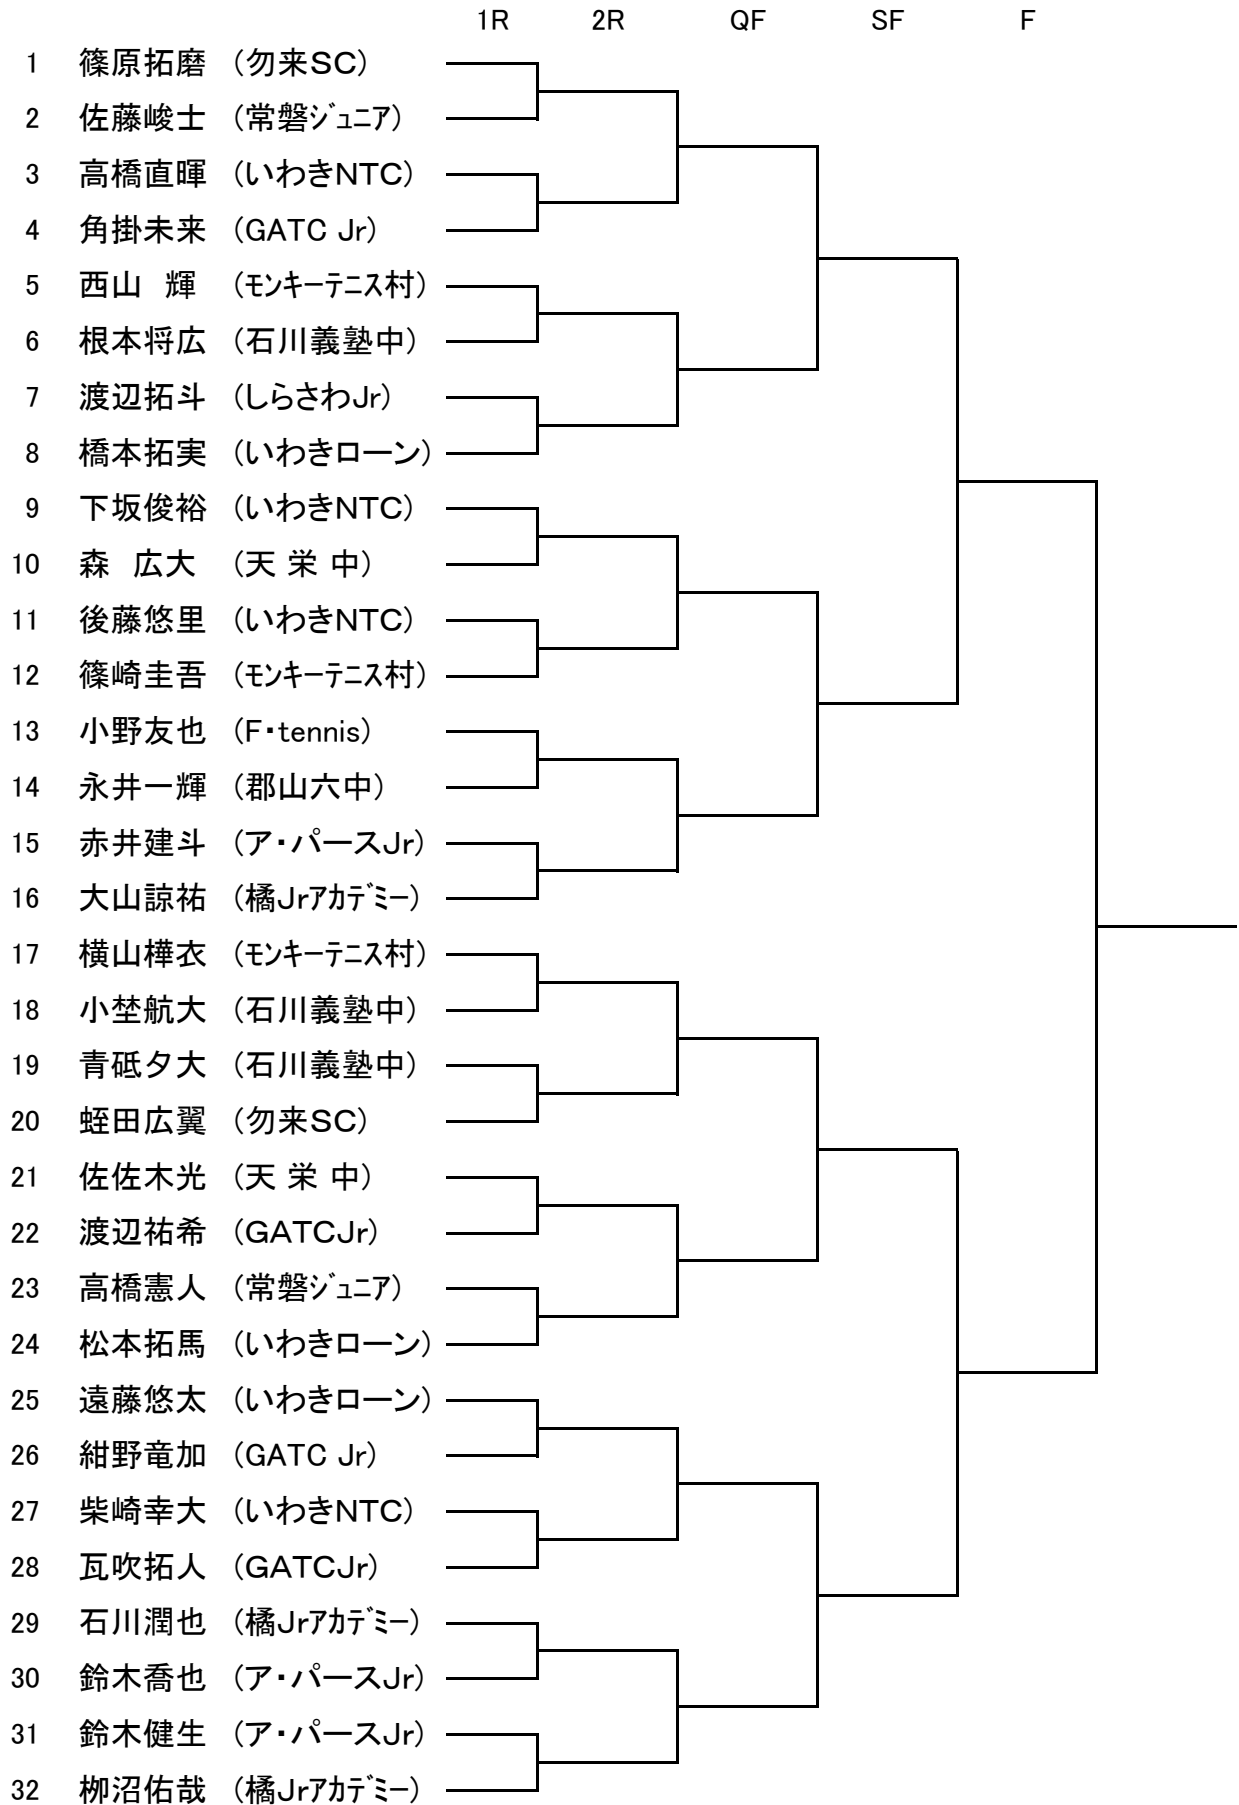 1R 2R QF SF F
1 篠原拓磨 (勿来SC)
2 佐藤峻士 (常磐ｼﾞｭﾆｱ)
3 高橋直暉 (いわきNTC)
4 角掛未来 (GATC Jr)
5 西山 輝 (ﾓﾝｷｰﾃﾆｽ村)
6 根本将広 (石川義塾中)
7 渡辺拓斗 (しらさわJr)
8 橋本拓実 (いわきローン)
9 下坂俊裕 (いわきNTC)
10 森 広大 (天 栄 中)
11 後藤悠里 (いわきNTC)
12 篠崎圭吾 (ﾓﾝｷｰﾃﾆｽ村)
13 小野友也 (F・tennis)
14 永井一輝 (郡山六中)
15 赤井建斗 (ア・パースJr)
16 大山諒祐 (橘Jrｱｶﾃﾞﾐｰ)
17 横山樺衣 (ﾓﾝｷｰﾃﾆｽ村)
18 小埜航大 (石川義塾中)
19 青砥夕大 (石川義塾中)
20 蛭田広翼 (勿来SC)
21 佐佐木光 (天 栄 中)
22 渡辺祐希 (GATCJr)
23 高橋憲人 (常磐ｼﾞｭﾆｱ)
24 松本拓馬 (いわきローン)
25 遠藤悠太 (いわきローン)
26 紺野竜加 (GATC Jr)
27 柴崎幸大 (いわきNTC)
28 瓦吹拓人 (GATCJr)
29 石川潤也 (橘Jrｱｶﾃﾞﾐｰ)
30 鈴木喬也 (ア・パースJr)
31 鈴木健生 (ア・パースJr)
32 栁沼佑哉 (橘Jrｱｶﾃﾞﾐｰ)